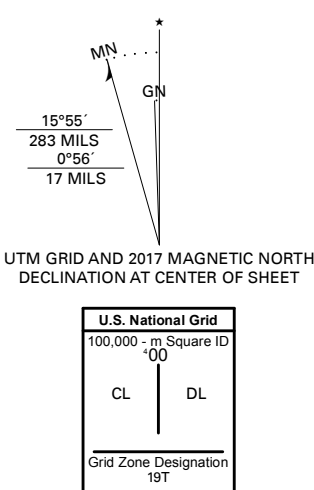 ★
MN
GN
15°55´
283 MILS
0°56´
17 MILS
UTM GRID AND 2017 MAGNETIC NORTH
DECLINATION AT CENTER OF SHEET
U.S. National Grid
100,000 - m Square ID
⁴00
CL DL
Grid Zone Designation
19T